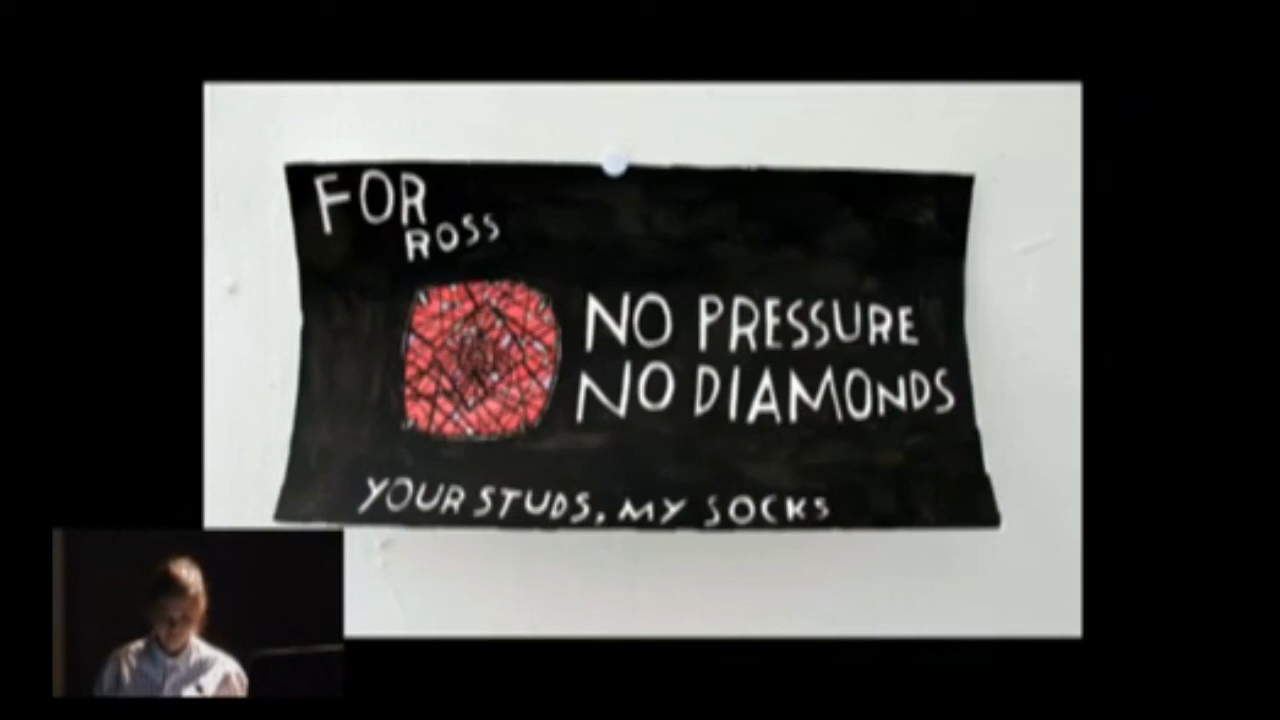 FOR
ROSS
NO PRESSURE
NO DIAMONDS
YOUR STUDS, MY SOCKS